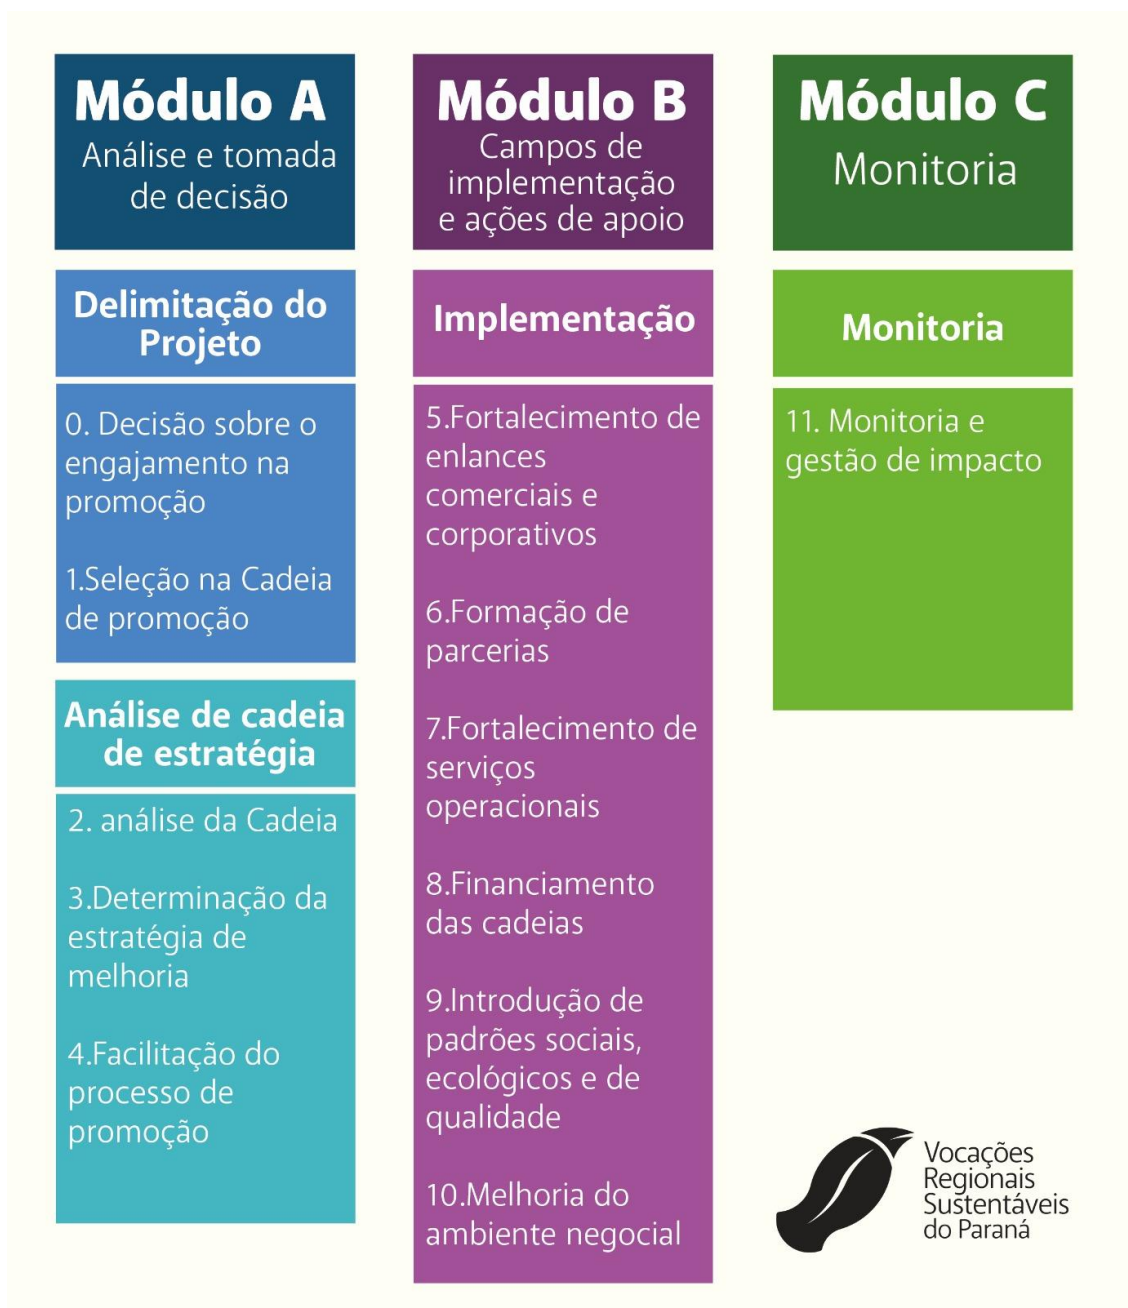 Módulo A
Análise e tomada
de decisão
Delimitação do
Projeto
0. Decisão sobre o
engajamento na
promoção
1.Seleção na Cadeia
de promoção
Análise de cadeia
de estratégia
2. análise da Cadeia
3.Determinação da
estratégia de
melhoria
4.Facilitação do
processo de
promoção
Módulo B
Campos de
implementação
e ações de apoio
Implementação
5.Fortalecimento de
enlances
comerciais e
corporativos
6.Formação de
parcerias
7.Fortalecimento de
serviços
operacionais
8.Financiamento
das cadeias
9.Introdução de
padrões sociais,
ecológicos e de
qualidade
10.Melhoria do
ambiente negocial
Módulo C
Monitoria
Monitoria
11. Monitoria e
gestão de impacto
Vocações
Regionais
Sustentáveis
do Paraná